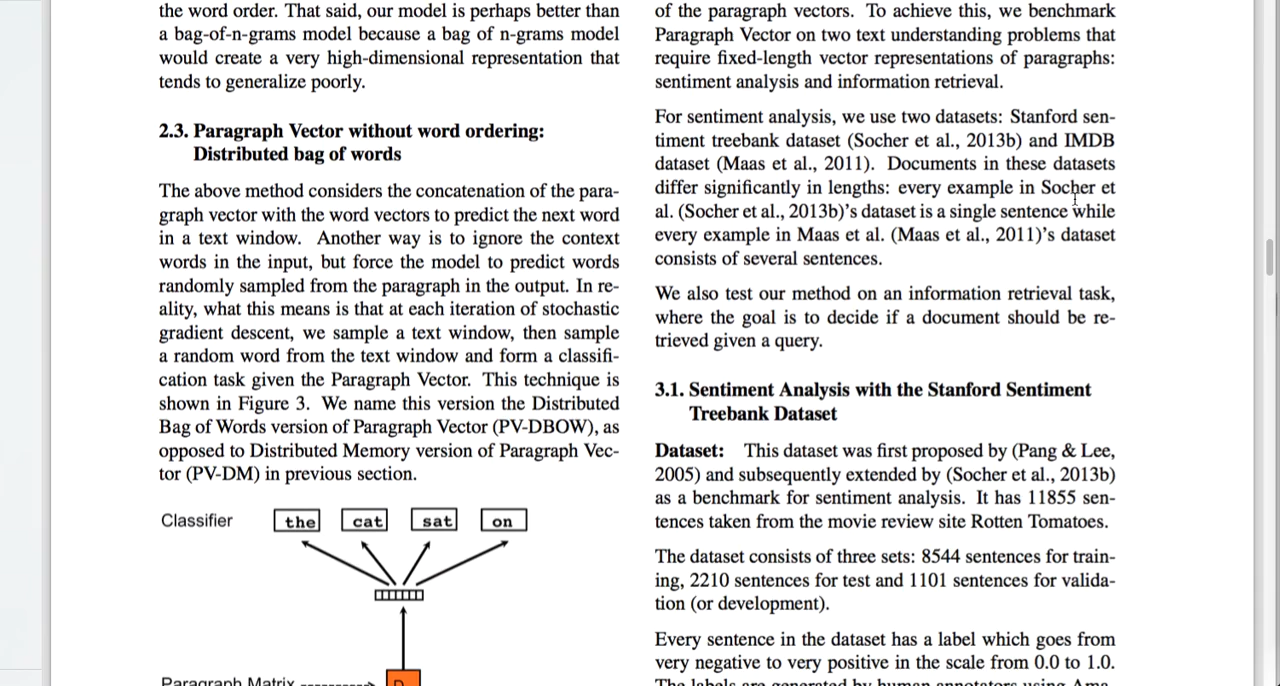 the word order. That said, our model is perhaps better than
a bag-of-n-grams model because a bag of n-grams model
would create a very high-dimensional representation that
tends to generalize poorly.
2.3. Paragraph Vector without word ordering:
Distributed bag of words
The above method considers the concatenation of the para-
graph vector with the word vectors to predict the next word
in a text window. Another way is to ignore the context
words in the input, but force the model to predict words
randomly sampled from the paragraph in the output. In re-
ality, what this means is that at each iteration of stochastic
gradient descent, we sample a text window, then sample
a random word from the text window and form a classifi-
cation task given the Paragraph Vector. This technique is
shown in Figure 3. We name this version the Distributed
Bag of Words version of Paragraph Vector (PV-DBOW), as
opposed to Distributed Memory version of Paragraph Vec-
tor (PV-DM) in previous section.
Classifier the cat sat on
Paragraph Matrix D
of the paragraph vectors. To achieve this, we benchmark
Paragraph Vector on two text understanding problems that
require fixed-length vector representations of paragraphs:
sentiment analysis and information retrieval.
For sentiment analysis, we use two datasets: Stanford sen-
timent treebank dataset (Socher et al., 2013b) and IMDB
dataset (Maas et al., 2011). Documents in these datasets
differ significantly in lengths: every example in Socher et
al. (Socher et al., 2013b)'s dataset is a single sentence while
every example in Maas et al. (Maas et al., 2011)'s dataset
consists of several sentences.
We also test our method on an information retrieval task,
where the goal is to decide if a document should be re-
trieved given a query.
3.1. Sentiment Analysis with the Stanford Sentiment
Treebank Dataset
Dataset: This dataset was first proposed by (Pang & Lee,
2005) and subsequently extended by (Socher et al., 2013b)
as a benchmark for sentiment analysis. It has 11855 sen-
tences taken from the movie review site Rotten Tomatoes.
The dataset consists of three sets: 8544 sentences for train-
ing, 2210 sentences for test and 1101 sentences for valida-
tion (or development).
Every sentence in the dataset has a label which goes from
very negative to very positive in the scale from 0.0 to 1.0.
The labels are generated by human annotators using Ama-